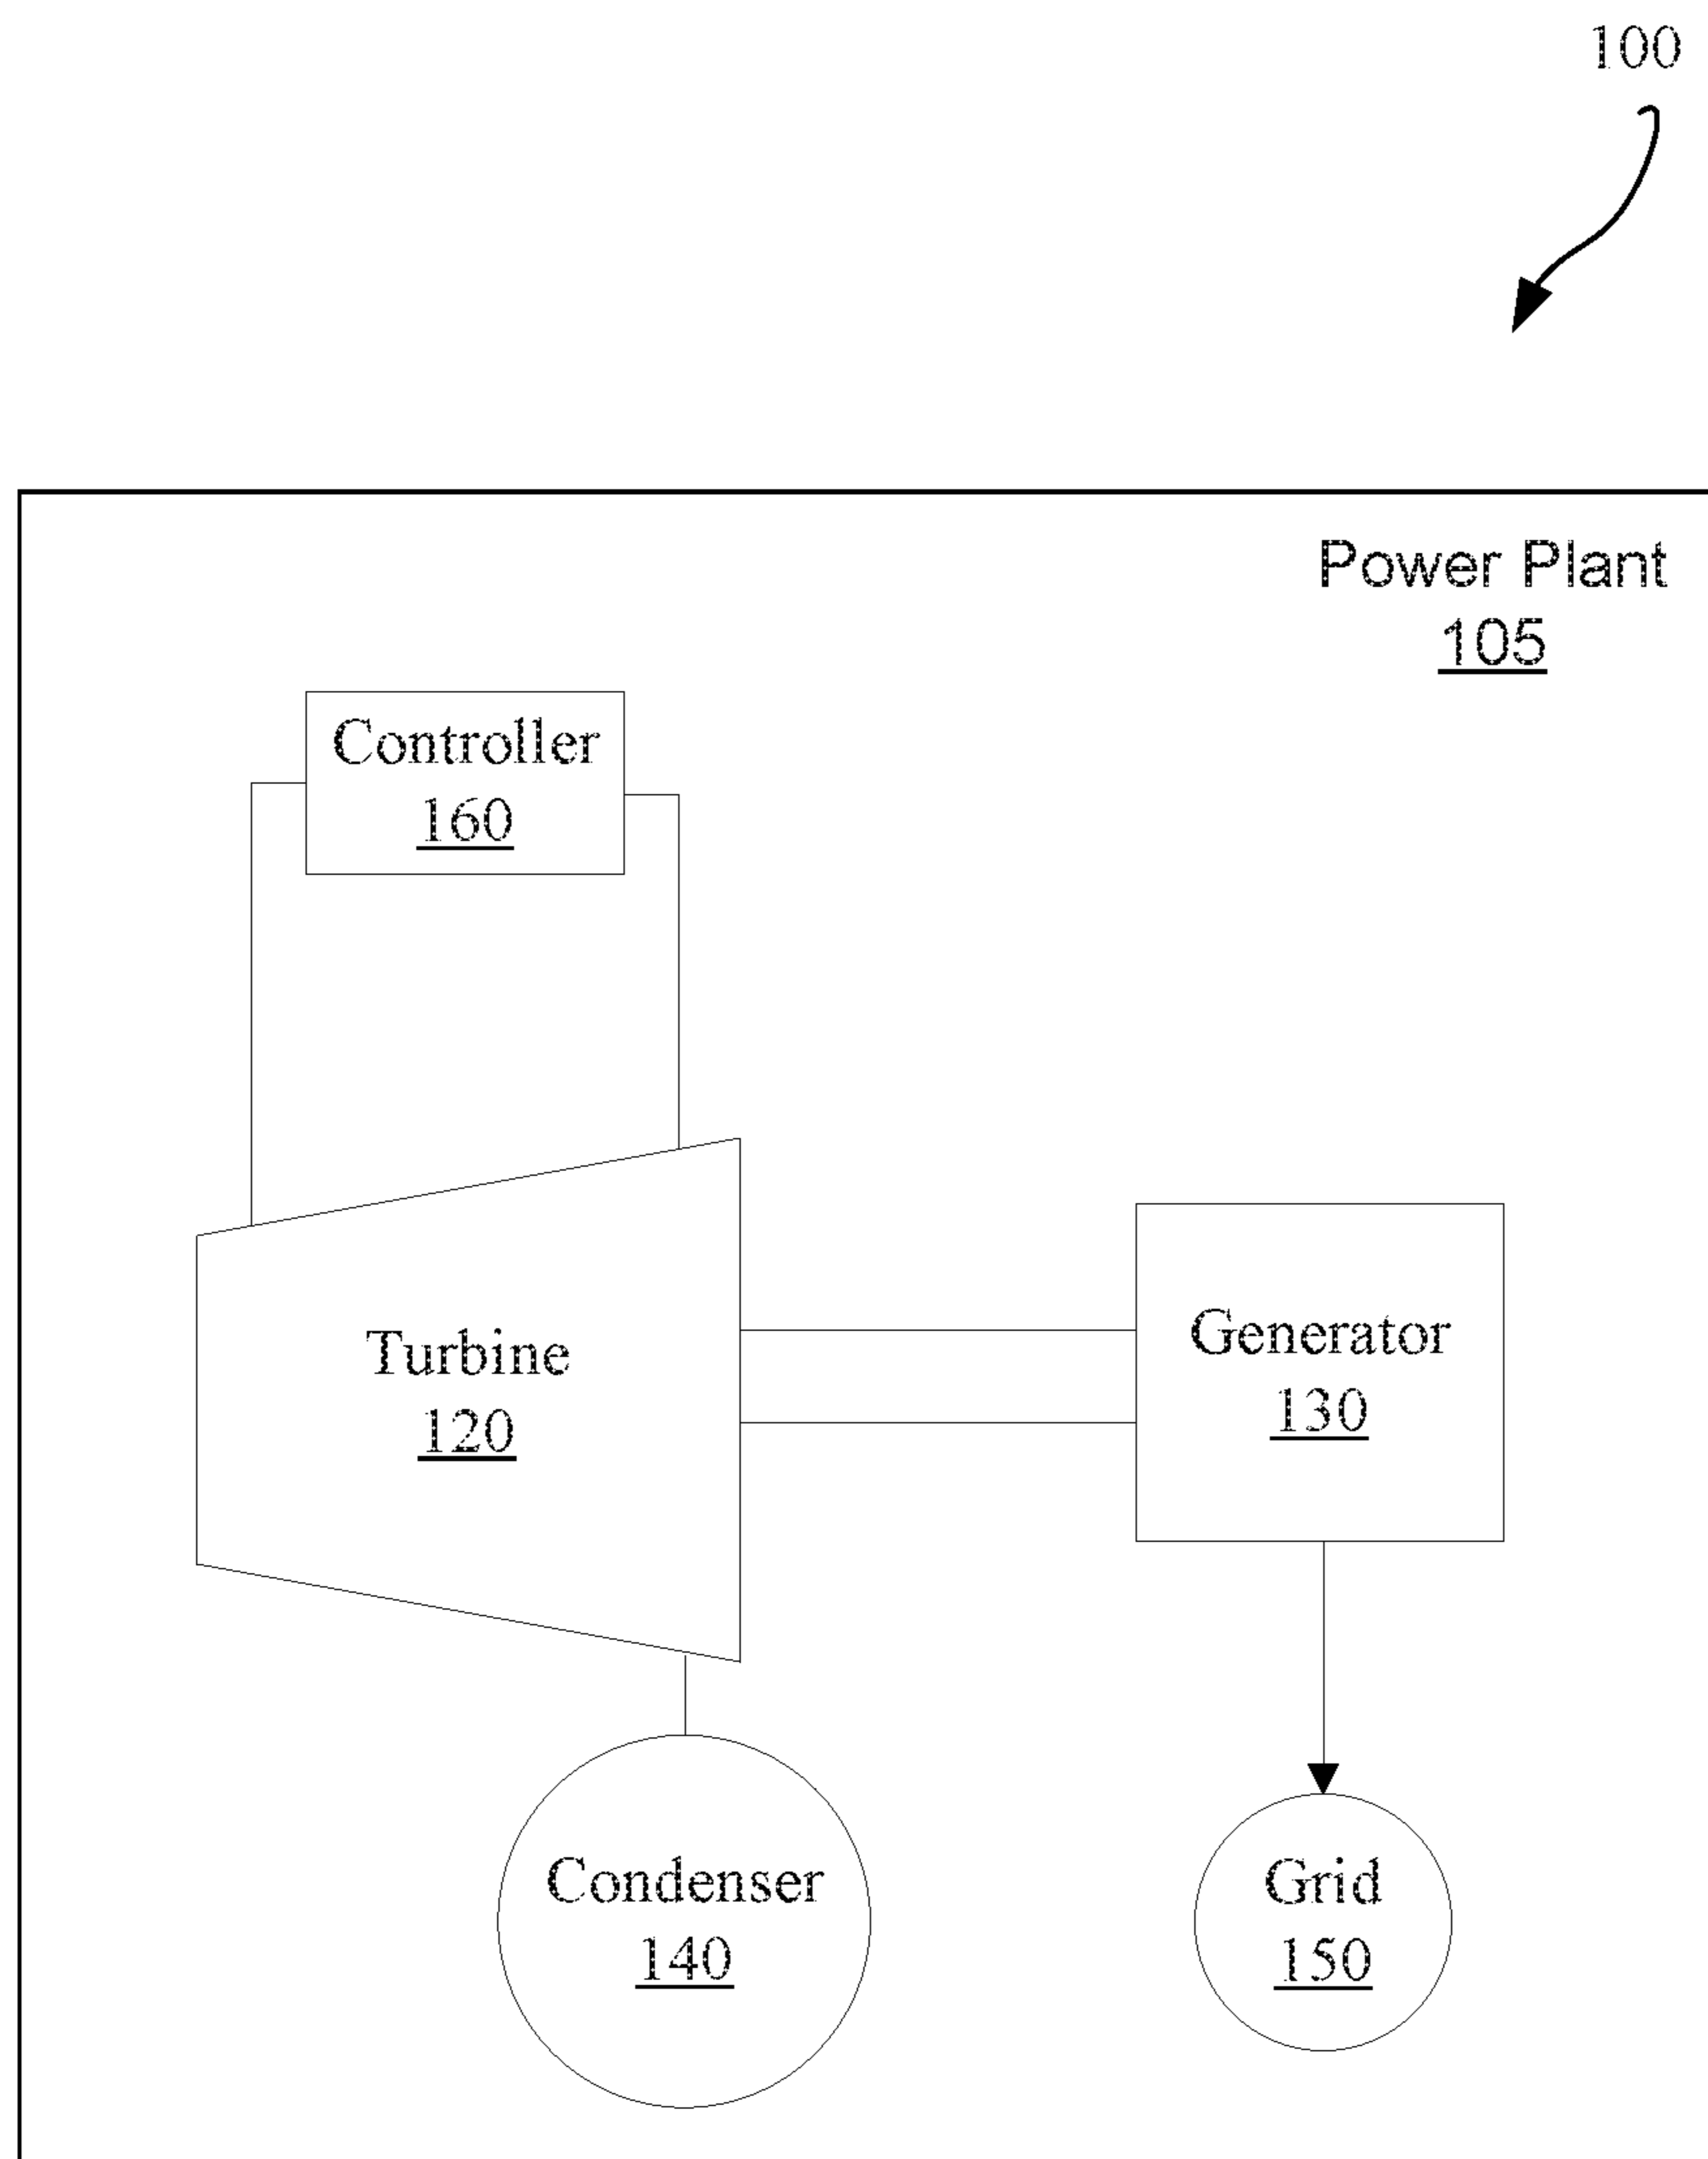 100
Power Plant
105
Controller
160
Turbine
120
Generator
130
Condenser
140
Grid
150